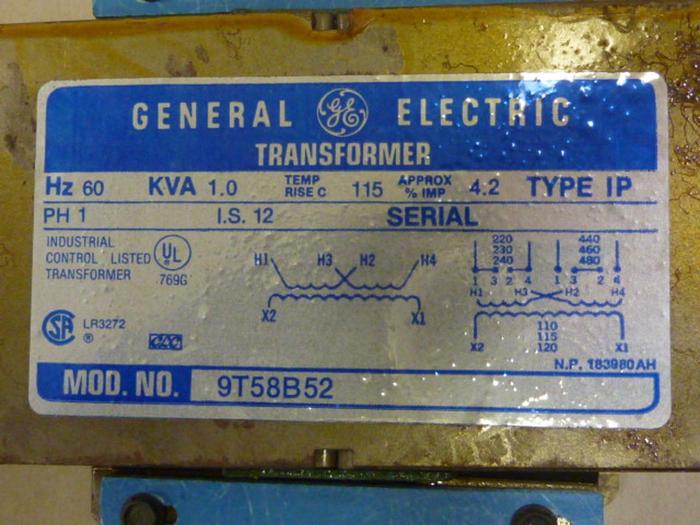 GENERAL GE ELECTRIC
TRANSFORMER
Hz 60 KVA 1.0 TEMP RISE C 115 APPROX % IMP 4.2 TYPE IP
PH 1 I.S. 12 SERIAL
INDUSTRIAL
CONTROL LISTED
TRANSFORMER
UL
769G
SA LR3272
®
H1 H3 H2 H4
X2 X1
220 440
230 460
240 480
1 3 2 4 1 3 2 4
H1 H3 H2 H4
110
115
120
X2 X1
N.P. 183980AH
MOD. NO. 9T58B52